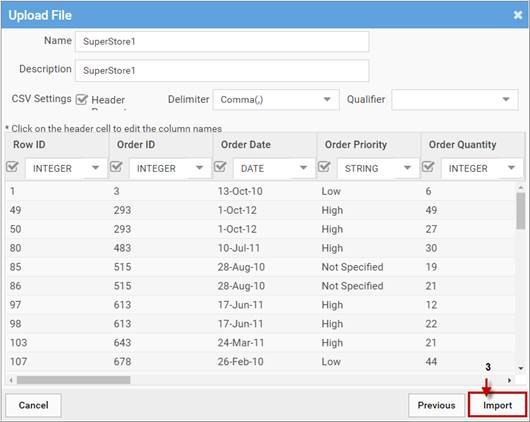 Upload File
Name SuperStore1
Description SuperStore1
CSV Settings Header Delimiter Comma(,) Qualifier
* Click on the header cell to edit the column names
Row ID Order ID Order Date Order Priority Order Quantity
INTEGER INTEGER DATE STRING INTEGER
1 3 13-Oct-10 Low 6
49 293 1-Oct-12 High 49
50 293 1-Oct-12 High 27
80 483 10-Jul-11 High 30
85 515 28-Aug-10 Not Specified 19
86 515 28-Aug-10 Not Specified 21
97 613 17-Jun-11 High 12
98 613 17-Jun-11 High 22
103 643 24-Mar-11 High 21
107 678 26-Feb-10 Low 44
3
Cancel Previous Import